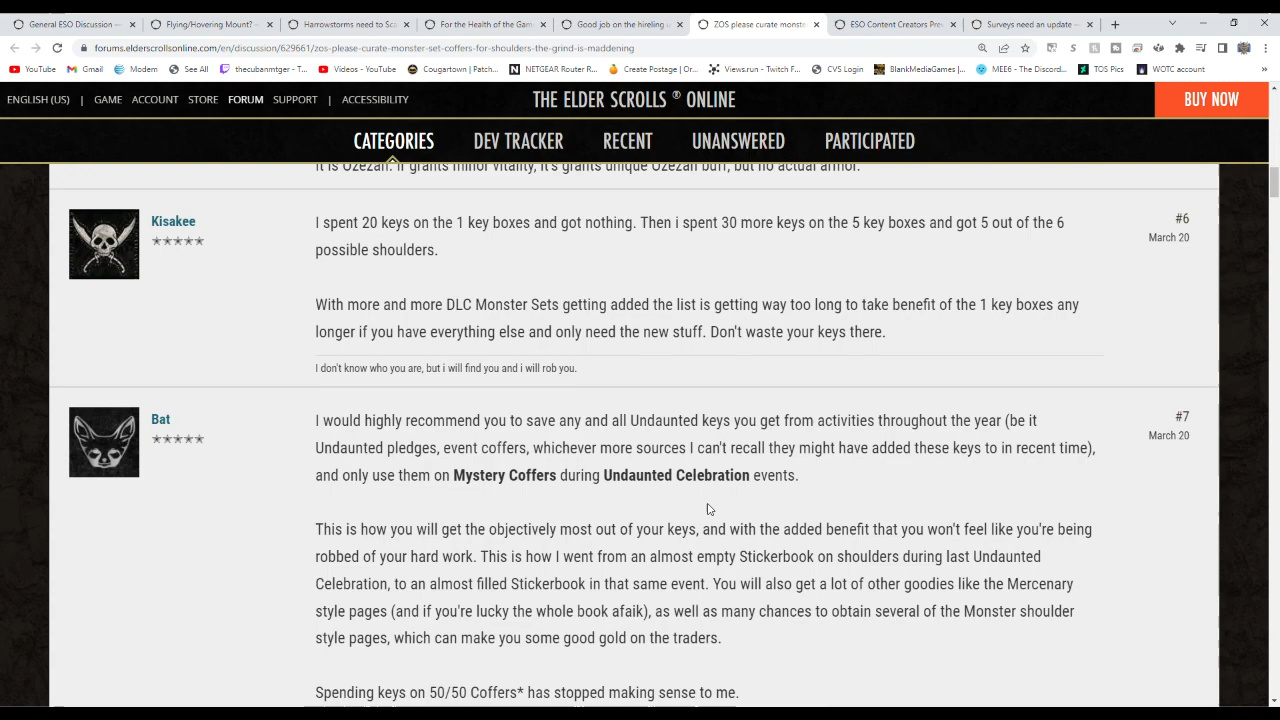 General ESO Discussion —
Flying/Hovering Mount? —
Harrowstorms need to Sc
For the Health of the Gam
Good job on the hireling u
ZOS please curate monste
ESO Content Creators Pre
Surveys need an update —
forums.elderscrollsonline.com/en/discussion/629661/zos-please-curate-monster-set-coffers-for-shoulders-the-grind-is-maddening
YouTube
Gmail
Modem
See All
thecubanmtger - T...
Videos - YouTube
Cougartown | Patch...
NETGEAR Router R...
Create Postage | Or...
Views.run - Twitch F...
CVS Login
BlankMediaGames |...
MEE6 - The Discord...
TOS Pics
WOTC account
»
ENGLISH (US) | GAME ACCOUNT STORE FORUM SUPPORT | ACCESSIBILITY
THE ELDER SCROLLS ® ONLINE
BUY NOW
CATEGORIES DEV TRACKER RECENT UNANSWERED PARTICIPATED
It is Ozezan. If grants minor vitality, it's grants unique Ozezan buff, but no actual armor.
Kisakee
#6
March 20
I spent 20 keys on the 1 key boxes and got nothing. Then i spent 30 more keys on the 5 key boxes and got 5 out of the 6
possible shoulders.
With more and more DLC Monster Sets getting added the list is getting way too long to take benefit of the 1 key boxes any
longer if you have everything else and only need the new stuff. Don't waste your keys there.
I don't know who you are, but i will find you and i will rob you.
Bat
#7
March 20
I would highly recommend you to save any and all Undaunted keys you get from activities throughout the year (be it
Undaunted pledges, event coffers, whichever more sources I can't recall they might have added these keys to in recent time),
and only use them on Mystery Coffers during Undaunted Celebration events.
This is how you will get the objectively most out of your keys, and with the added benefit that you won't feel like you're being
robbed of your hard work. This is how I went from an almost empty Stickerbook on shoulders during last Undaunted
Celebration, to an almost filled Stickerbook in that same event. You will also get a lot of other goodies like the Mercenary
style pages (and if you're lucky the whole book afaik), as well as many chances to obtain several of the Monster shoulder
style pages, which can make you some good gold on the traders.
Spending keys on 50/50 Coffers* has stopped making sense to me.